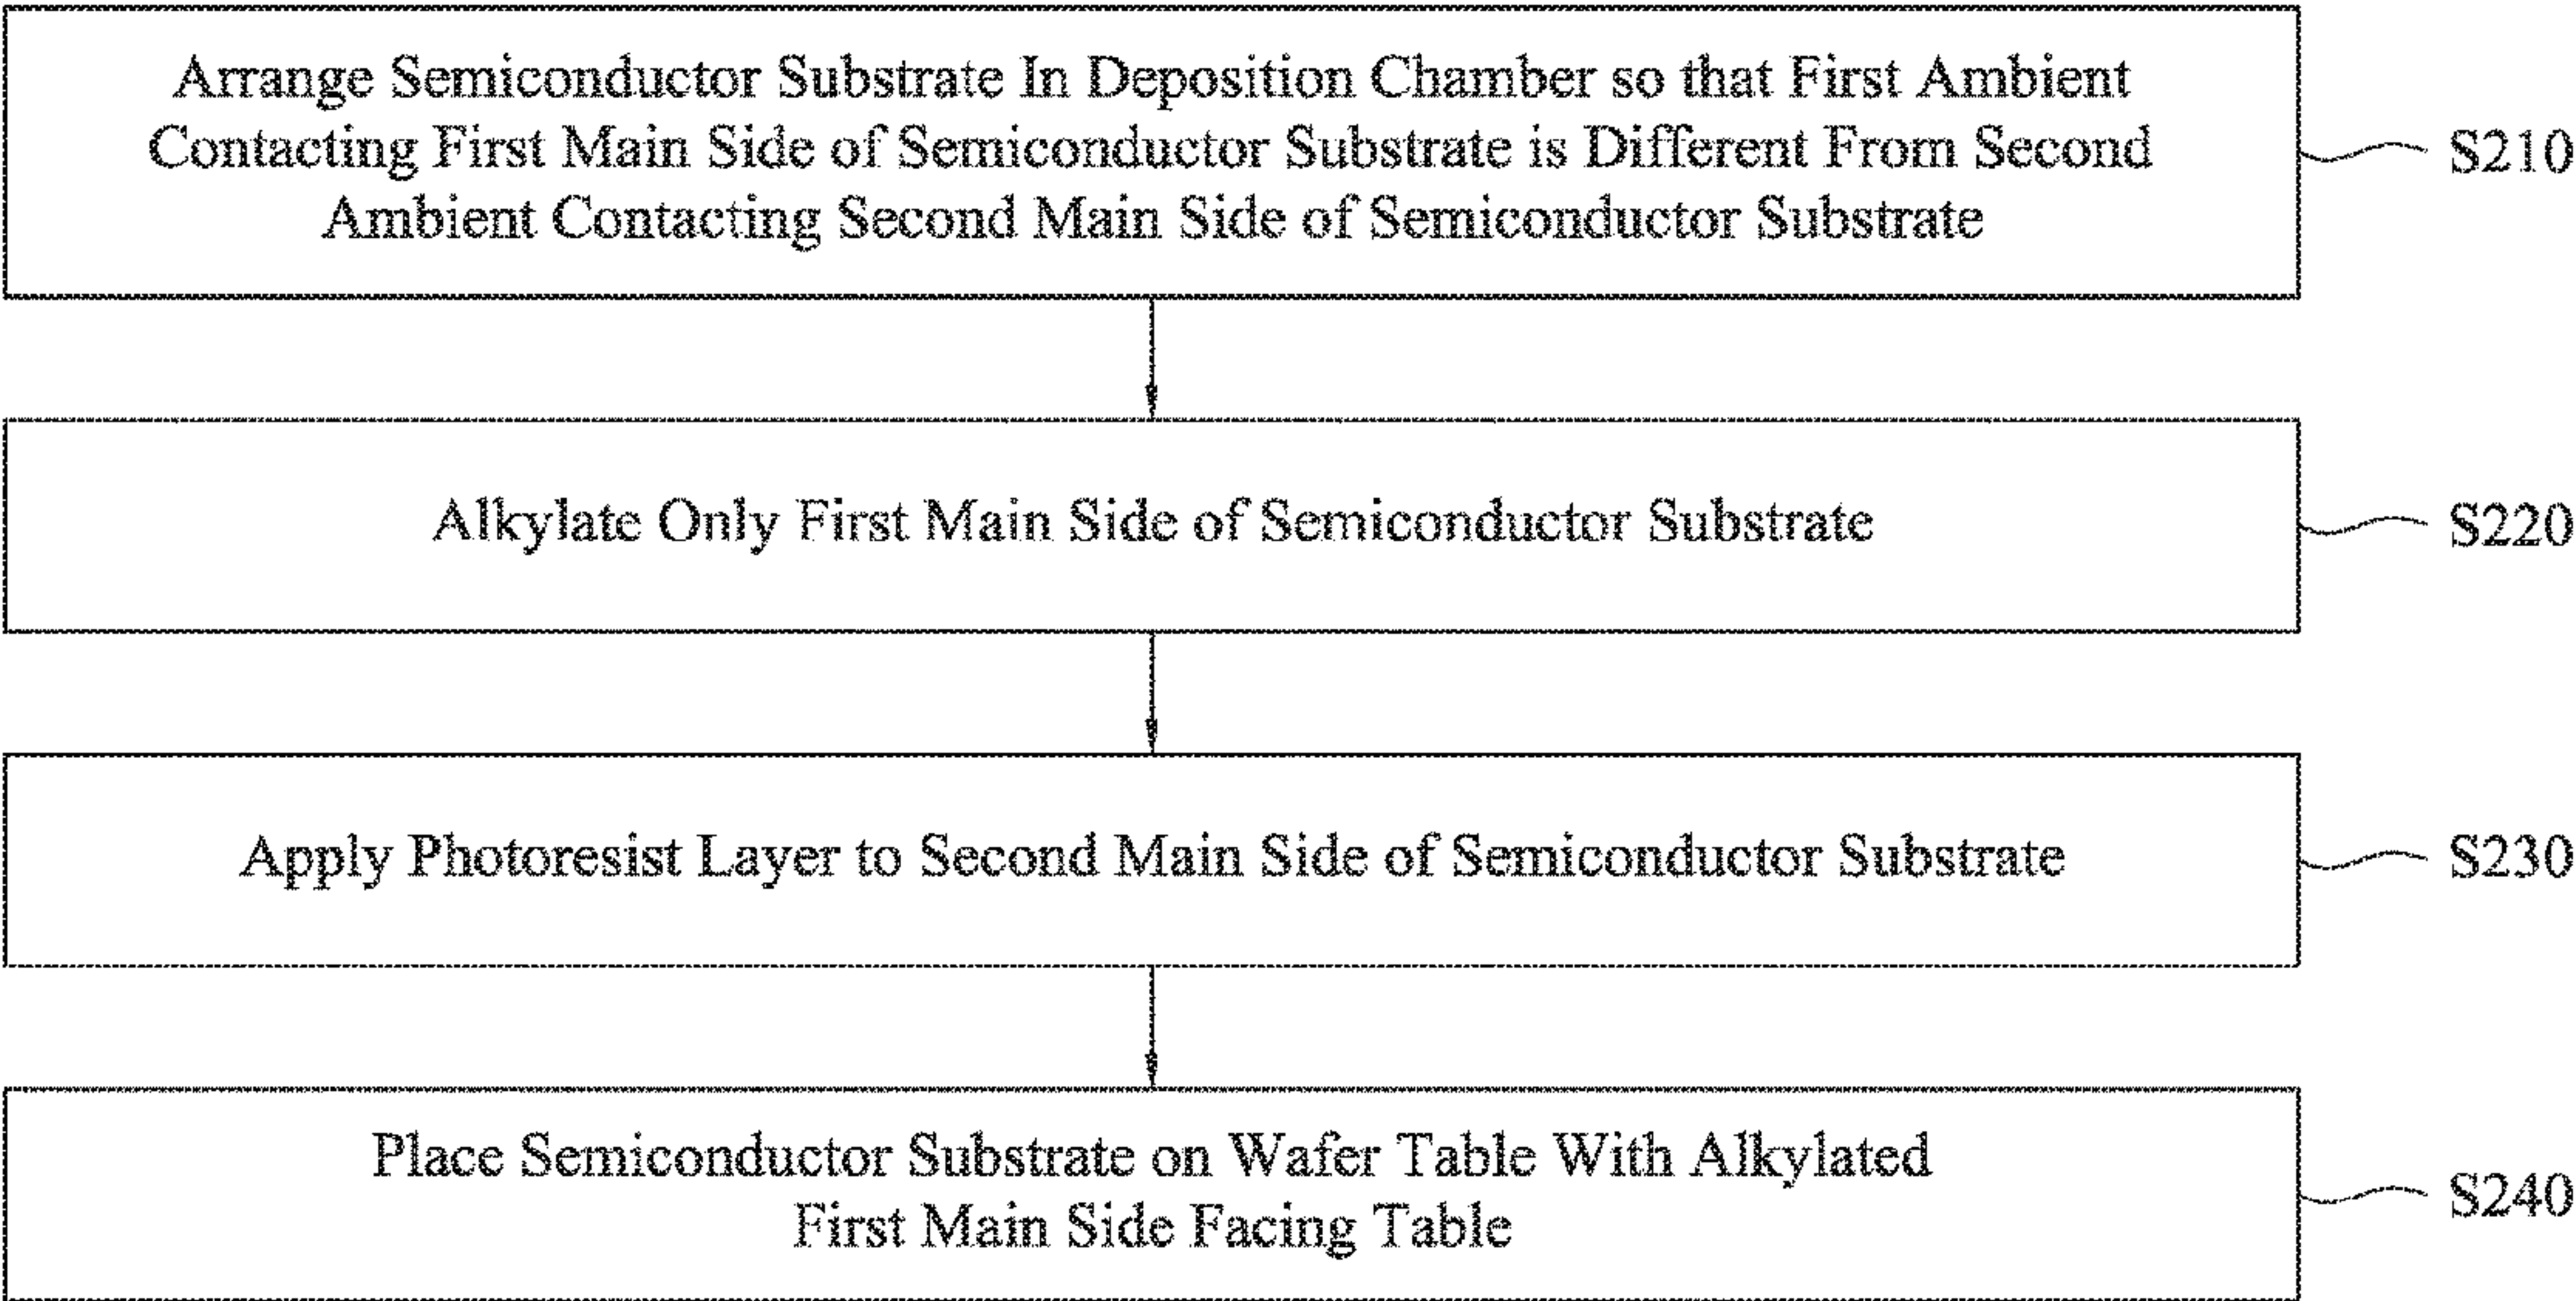 Arrange Semiconductor Substrate In Deposition Chamber so that First Ambient
Contacting First Main Side of Semiconductor Substrate is Different From Second
Ambient Contacting Second Main Side of Semiconductor Substrate
S210
Alkylate Only First Main Side of Semiconductor Substrate
S220
Apply Photoresist Layer to Second Main Side of Semiconductor Substrate
S230
Place Semiconductor Substrate on Wafer Table With Alkylated
First Main Side Facing Table
S240